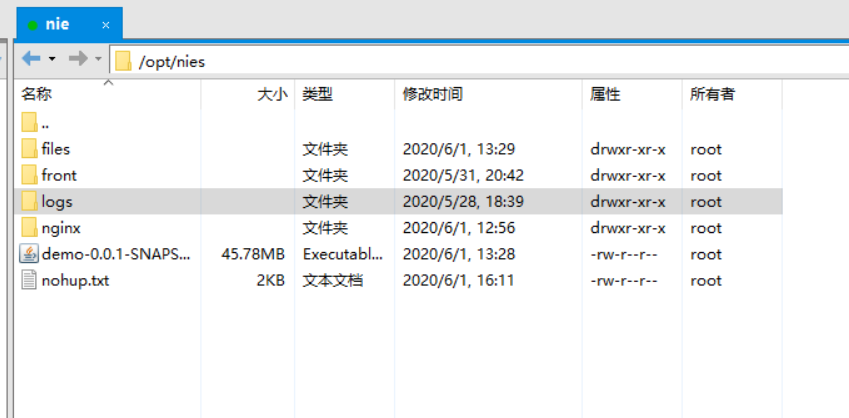 nie ×
/opt/nies
名称 大小 类型 修改时间 属性 所有者
..
files 文件夹 2020/6/1, 13:29 drwxr-xr-x root
front 文件夹 2020/5/31, 20:42 drwxr-xr-x root
logs 文件夹 2020/5/28, 18:39 drwxr-xr-x root
nginx 文件夹 2020/6/1, 12:56 drwxr-xr-x root
demo-0.0.1-SNAPS... 45.78MB Executabl... 2020/6/1, 13:28 -rw-r--r-- root
nohup.txt 2KB 文本文档 2020/6/1, 16:11 -rw-r--r-- root